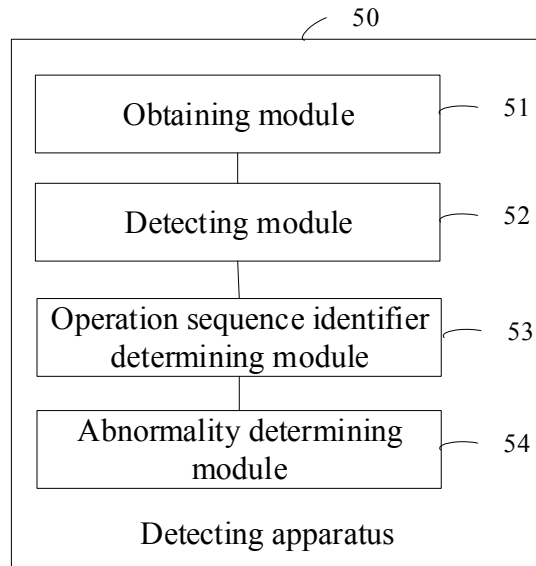 50
Obtaining module
51
Detecting module
52
Operation sequence identifier
determining module
53
Abnormality determining
module
54
Detecting apparatus